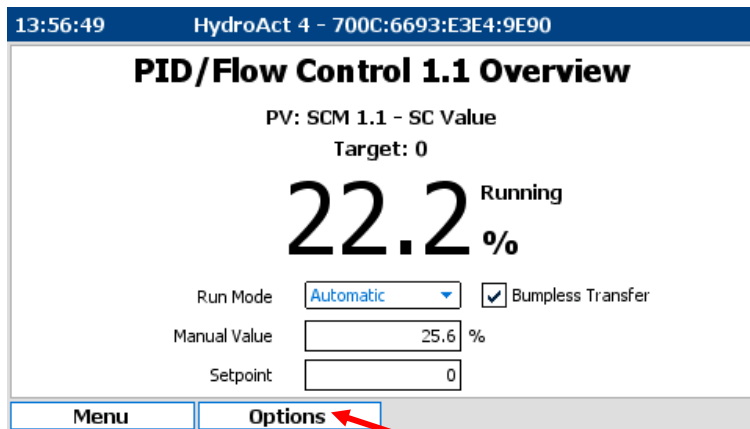 13:56:49 HydroAct 4 - 700C:6693:E3E4:9E90
PID/Flow Control 1.1 Overview
PV: SCM 1.1 - SC Value
Target: 0
22.2 Running
%
Run Mode Automatic Bumpless Transfer
Manual Value 25.6 %
Setpoint 0
Menu Options